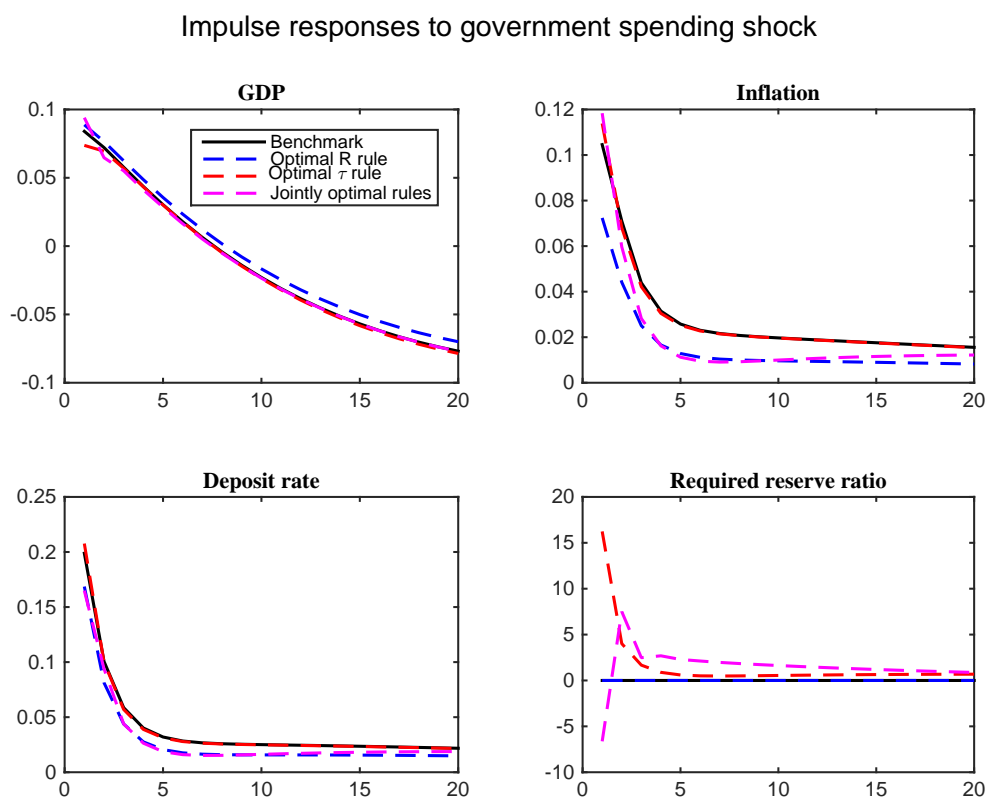 Impulse responses to government spending shock
GDP
0.1
0.05
0
-0.05
-0.1
0 5 10 15 20
Benchmark
Optimal R rule
Optimal τ rule
Jointly optimal rules
Inflation
0.12
0.1
0.08
0.06
0.04
0.02
0
0 5 10 15 20
Deposit rate
0.25
0.2
0.15
0.1
0.05
0
0 5 10 15 20
Required reserve ratio
20
15
10
5
0
-5
-10
0 5 10 15 20